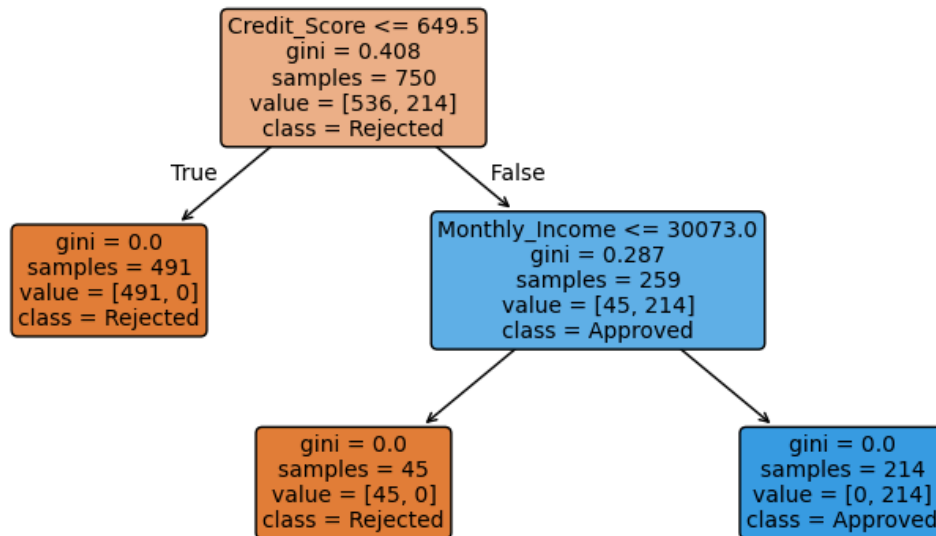 Credit_Score <= 649.5
gini = 0.408
samples = 750
value = [536, 214]
class = Rejected
True
False
gini = 0.0
samples = 491
value = [491, 0]
class = Rejected
Monthly_Income <= 30073.0
gini = 0.287
samples = 259
value = [45, 214]
class = Approved
gini = 0.0
samples = 45
value = [45, 0]
class = Rejected
gini = 0.0
samples = 214
value = [0, 214]
class = Approved